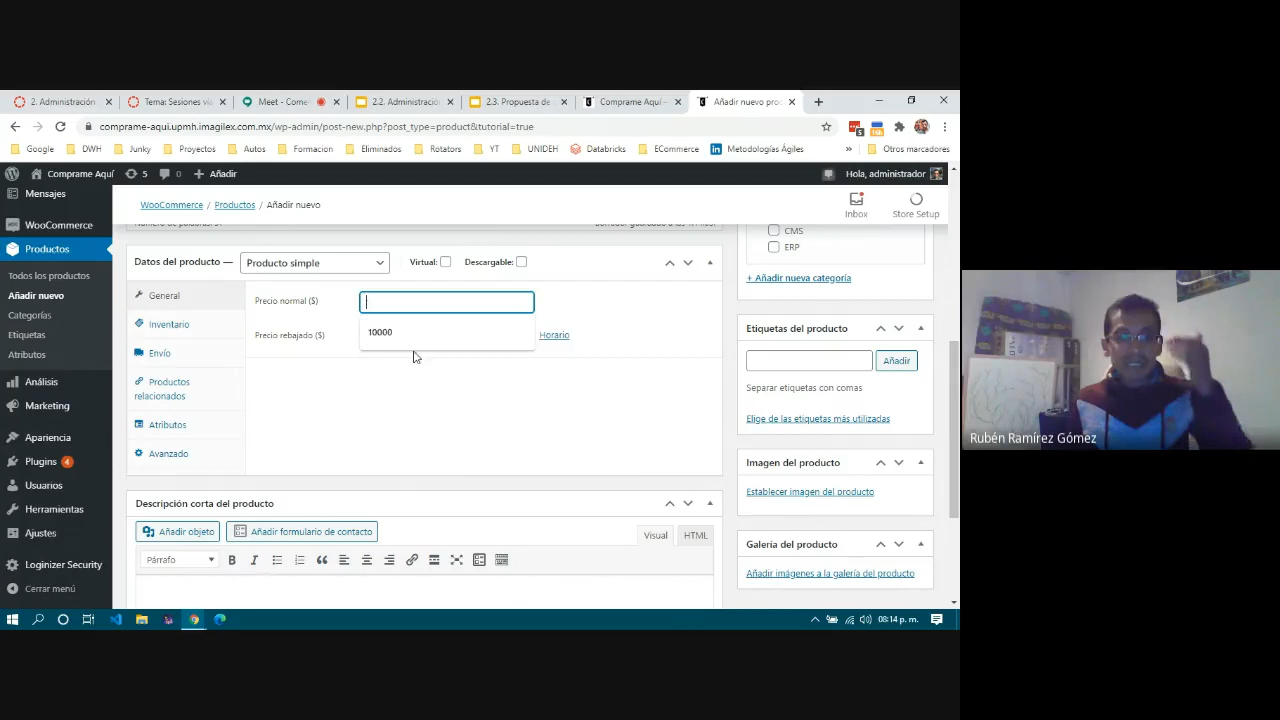 2. Administración
Tema: Sesiones via
Meet - Come
2.2. Administració
2.3. Propuesta de
Comprame Aquí –
Añadir nuevo pro
comprame-aqui.upmh.imagilex.com.mx/wp-admin/post-new.php?post_type=product&tutorial=true
Google
DWH
Junky
Proyectos
Autos
Formacion
Eliminados
Rotators
YT
UNIDEH
Databricks
ECommerce
Metodologías Ágiles
»
Otros marcadores
Comprame Aquí
5
0
Añadir
Hola, administrador
Mensajes
WooCommerce
Productos
Todos los productos
Añadir nuevo
Categorías
Etiquetas
Atributos
Análisis
Marketing
Apariencia
Plugins 4
Usuarios
Herramientas
Ajustes
Loginizer Security
Cerrar menú
WooCommerce / Productos / Añadir nuevo
Inbox
Store Setup
Datos del producto —
Producto simple
Virtual:
Descargable:
General
Inventario
Envío
Productos
relacionados
Atributos
Avanzado
Precio normal ($)
10000
Precio rebajado ($)
Horario
Descripción corta del producto
Añadir objeto
Añadir formulario de contacto
Visual
HTML
Párrafo
B
I
CMS
ERP
+ Añadir nueva categoría
Etiquetas del producto
Añadir
Separar etiquetas con comas
Elige de las etiquetas más utilizadas
Imagen del producto
Establecer imagen del producto
Galería del producto
Añadir imágenes a la galería del producto
08:14 p. m.
Rubén Ramírez Gómez